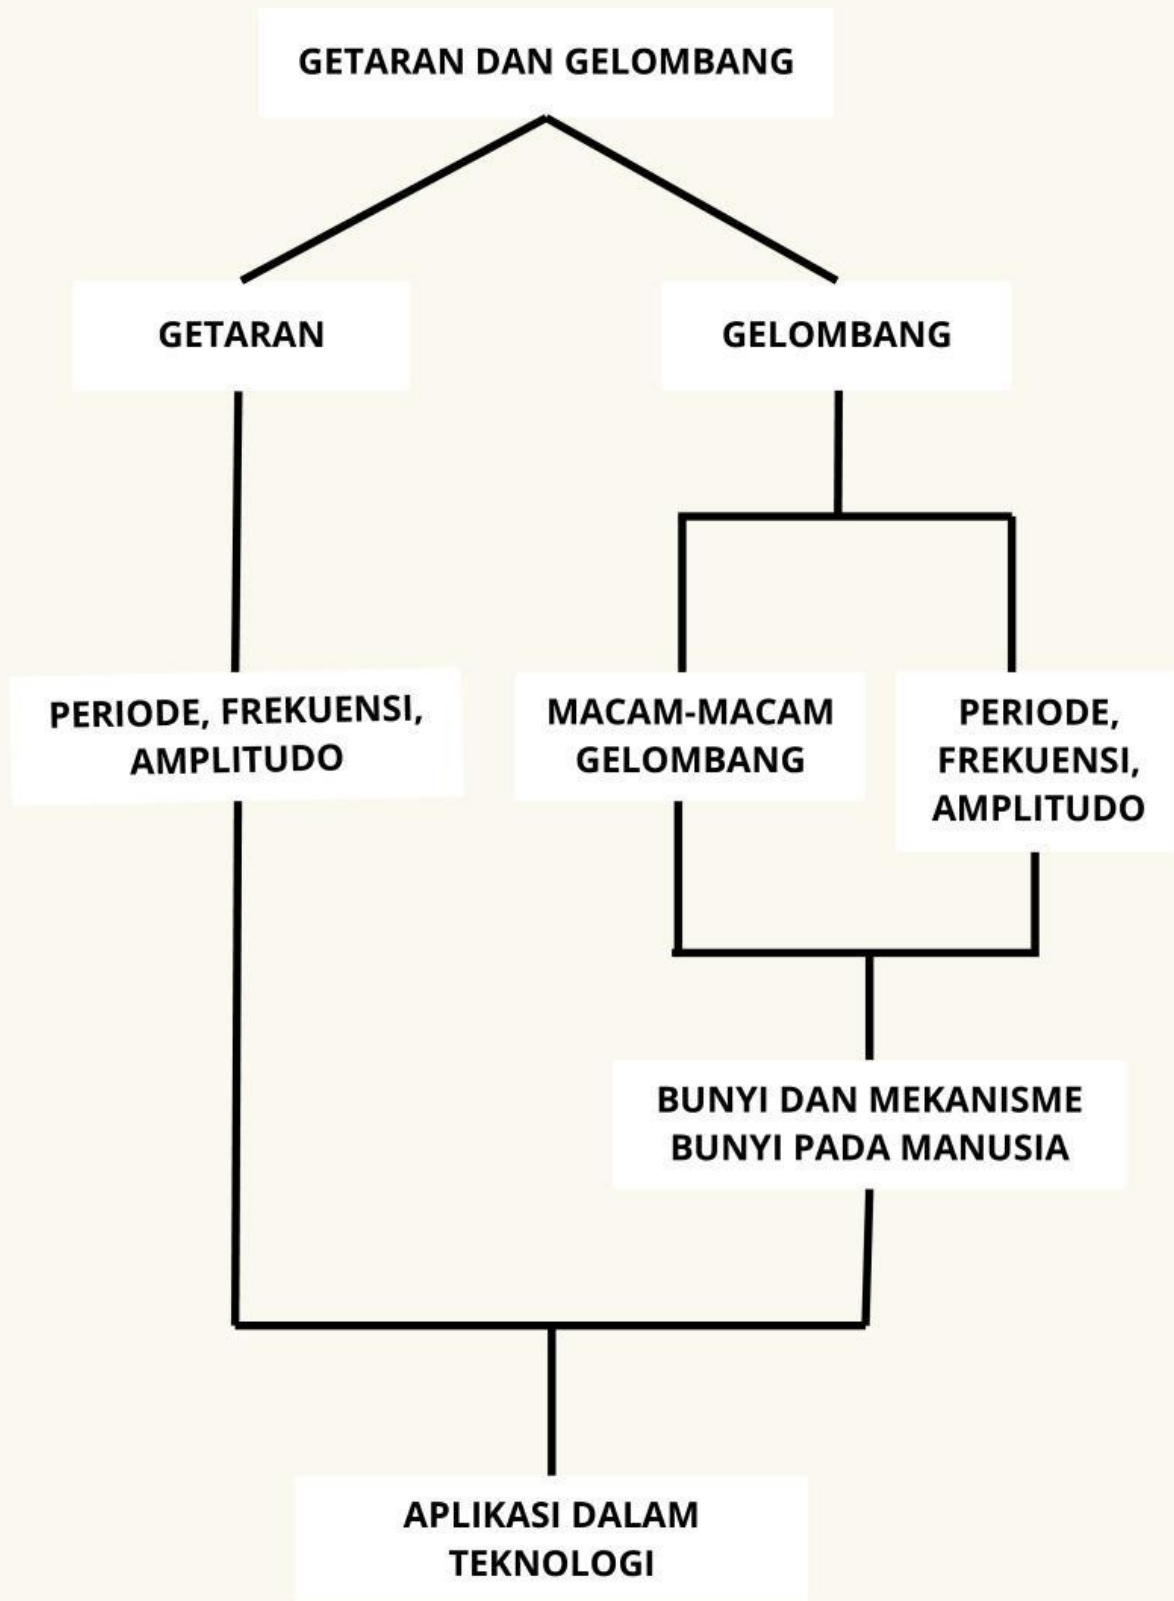 GETARAN DAN GELOMBANG
GETARAN
GELOMBANG
PERIODE, FREKUENSI,
AMPLITUDO
MACAM-MACAM
GELOMBANG
PERIODE,
FREKUENSI,
AMPLITUDO
BUNYI DAN MEKANISME
BUNYI PADA MANUSIA
APLIKASI DALAM
TEKNOLOGI